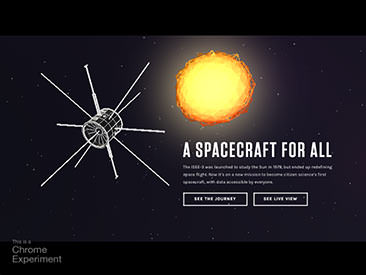 A SPACECRAFT FOR ALL
The ISEE-3 was launched to study the Sun in 1978, but ended up redefining
space flight. Now it's on a new mission to become citizen science's first
spacecraft, with data accessible by everyone.
SEE THE JOURNEY
SEE LIVE VIEW
This is a
Chrome
Experiment